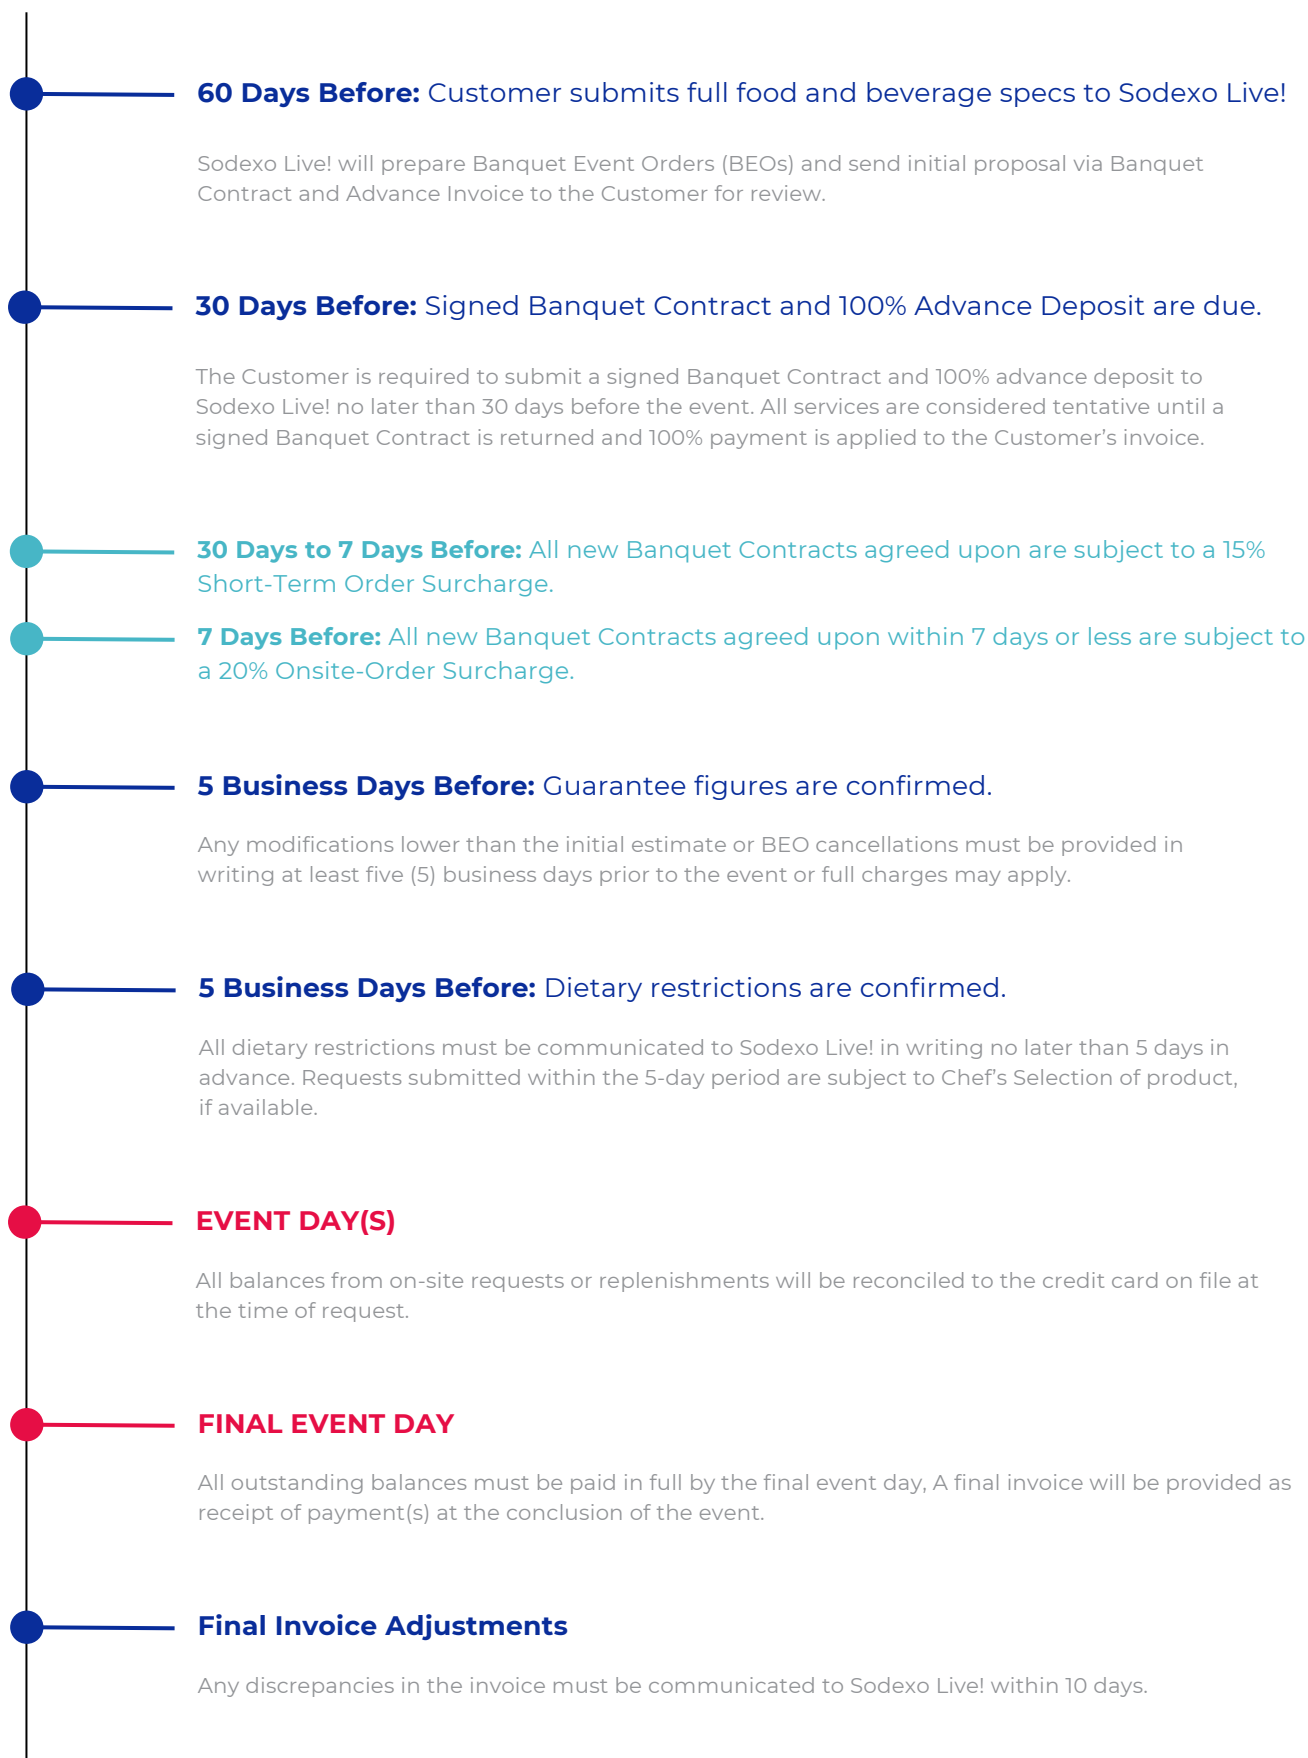 60 Days Before: Customer submits full food and beverage specs to Sodexo Live!
Sodexo Live! will prepare Banquet Event Orders (BEOs) and send initial proposal via Banquet
Contract and Advance Invoice to the Customer for review.
30 Days Before: Signed Banquet Contract and 100% Advance Deposit are due.
The Customer is required to submit a signed Banquet Contract and 100% advance deposit to
Sodexo Live! no later than 30 days before the event. All services are considered tentative until a
signed Banquet Contract is returned and 100% payment is applied to the Customer’s invoice.
30 Days to 7 Days Before: All new Banquet Contracts agreed upon are subject to a 15%
Short-Term Order Surcharge.
7 Days Before: All new Banquet Contracts agreed upon within 7 days or less are subject to
a 20% Onsite-Order Surcharge.
5 Business Days Before: Guarantee figures are confirmed.
Any modifications lower than the initial estimate or BEO cancellations must be provided in
writing at least five (5) business days prior to the event or full charges may apply.
5 Business Days Before: Dietary restrictions are confirmed.
All dietary restrictions must be communicated to Sodexo Live! in writing no later than 5 days in
advance. Requests submitted within the 5-day period are subject to Chef’s Selection of product,
if available.
EVENT DAY(S)
All balances from on-site requests or replenishments will be reconciled to the credit card on file at
the time of request.
FINAL EVENT DAY
All outstanding balances must be paid in full by the final event day, A final invoice will be provided as
receipt of payment(s) at the conclusion of the event.
Final Invoice Adjustments
Any discrepancies in the invoice must be communicated to Sodexo Live! within 10 days.